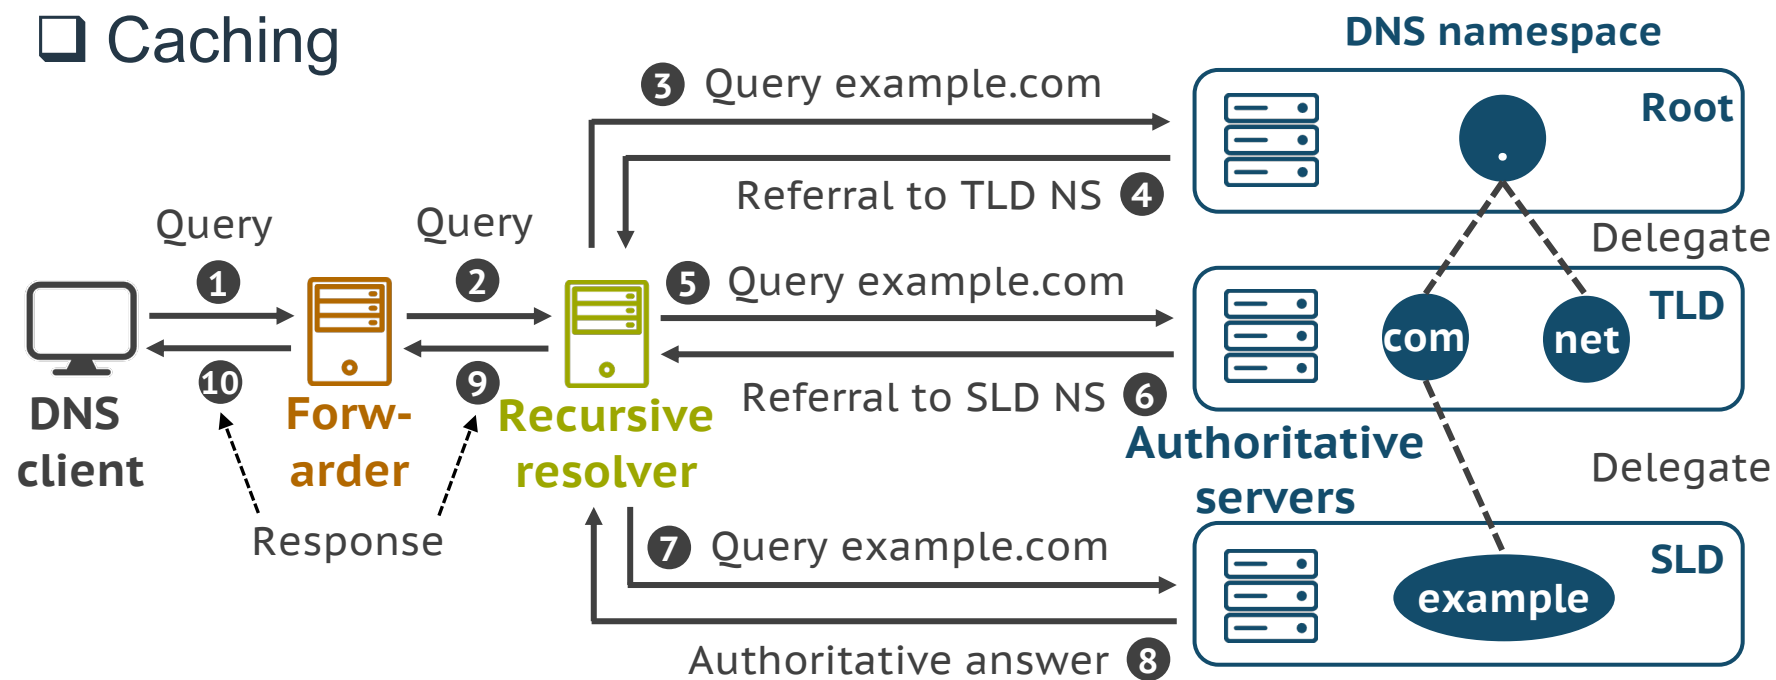 ❑ Caching
DNS namespace
3 Query example.com
Root
.
Referral to TLD NS 4
Delegate
Query
1
Query
2
5 Query example.com
TLD
com
net
10
9
Referral to SLD NS 6
DNS
client
Forw-
arder
Recursive
resolver
Authoritative
servers
Delegate
Response
7 Query example.com
SLD
example
Authoritative answer 8